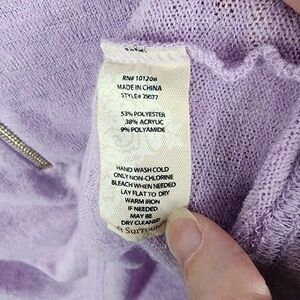 RN# 101206
MADE IN CHINA
STYLE# 29077
53% POLYESTER
38% ACRYLIC
9% POLYAMIDE
HAND WASH COLD
ONLY NON-CHLORINE
BLEACH WHEN NEEDED
LAY FLAT TO DRY
WARM IRON
IF NEEDED
MAY BE
DRY CLEANED